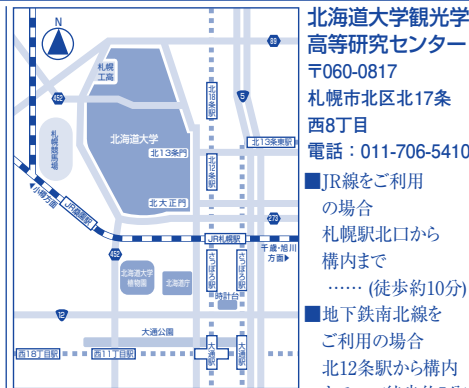 N
89
札幌工高
452
北18条駅
5
札幌競馬場
北海道大学
北13条門
北13条東駅
北12条駅
北大正門
◀小樽方面
JR桑園駅
273
JR札幌駅
千歳・旭川方面▶
452
北海道大学植物園
北海道庁
さっぽろ駅
さっぽろ駅
時計台
12
大通公園
西18丁目駅
西11丁目駅
大通駅
大通駅
北海道大学観光学
高等研究センター
〒060-0817
札幌市北区北17条
西8丁目
電話：011-706-5410
■JR線をご利用
の場合
札幌駅北口から
構内まで
…… (徒歩約10分)
■地下鉄南北線を
ご利用の場合
北12条駅から構内